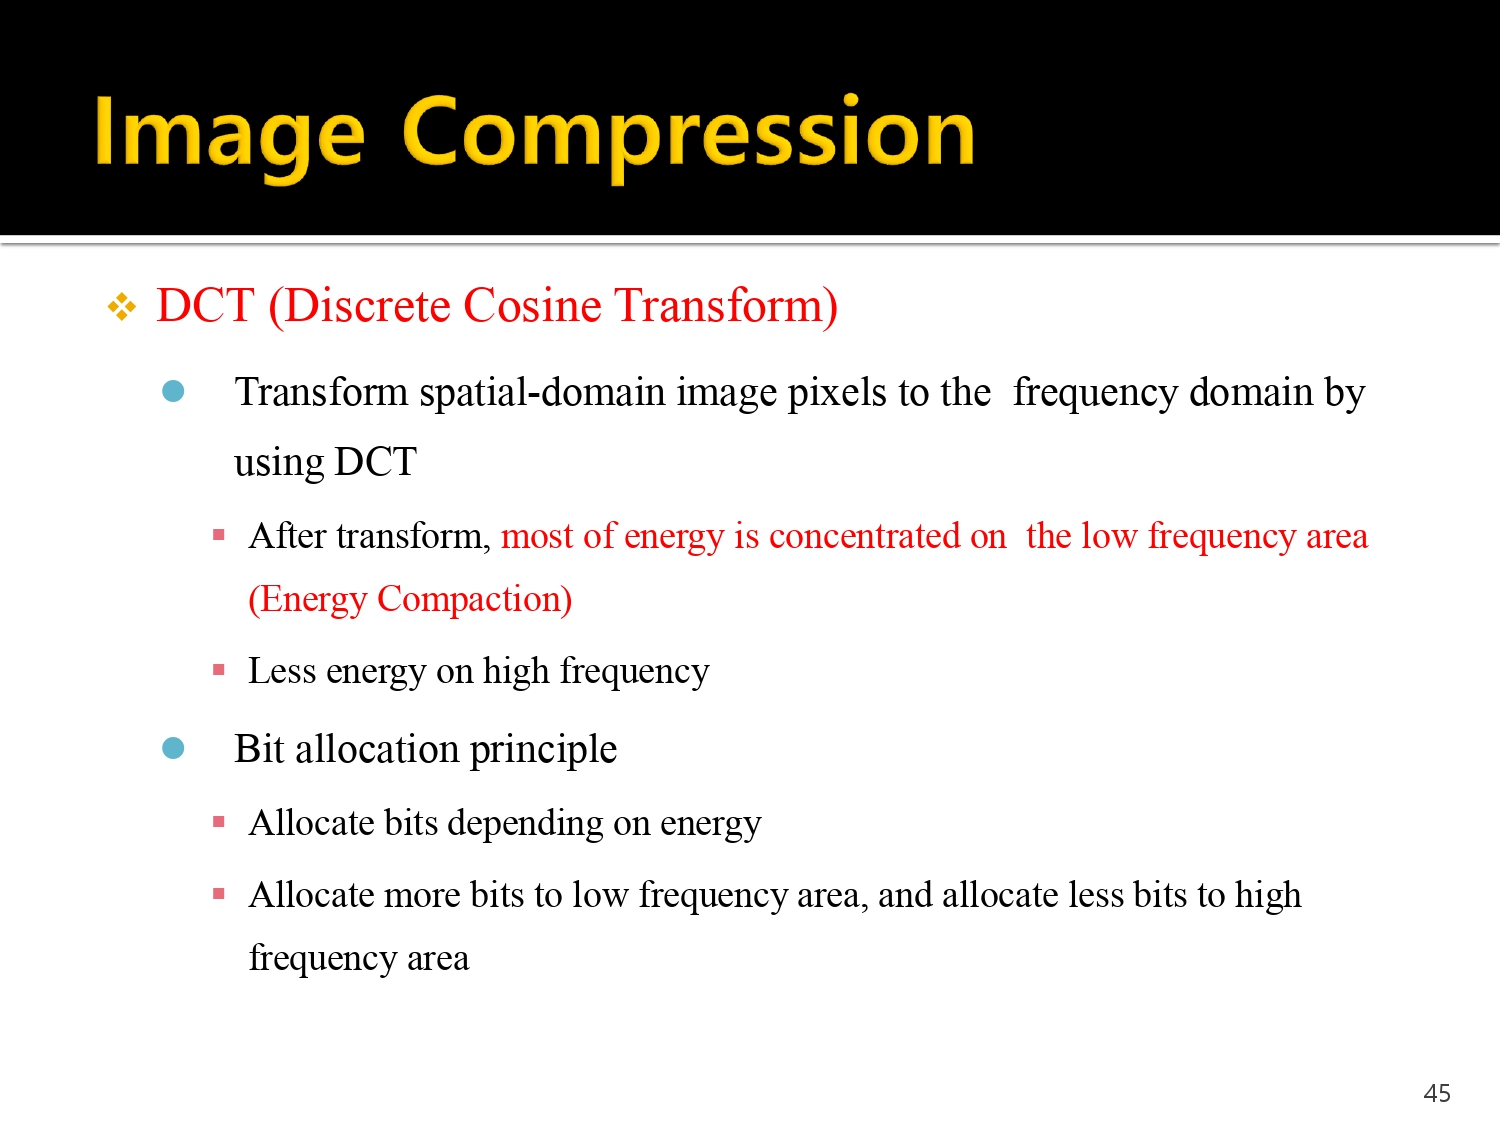 Image Compression
DCT (Discrete Cosine Transform)
Transform spatial-domain image pixels to the frequency domain by
using DCT
After transform, most of energy is concentrated on the low frequency area
(Energy Compaction)
Less energy on high frequency
Bit allocation principle
Allocate bits depending on energy
Allocate more bits to low frequency area, and allocate less bits to high
frequency area
45